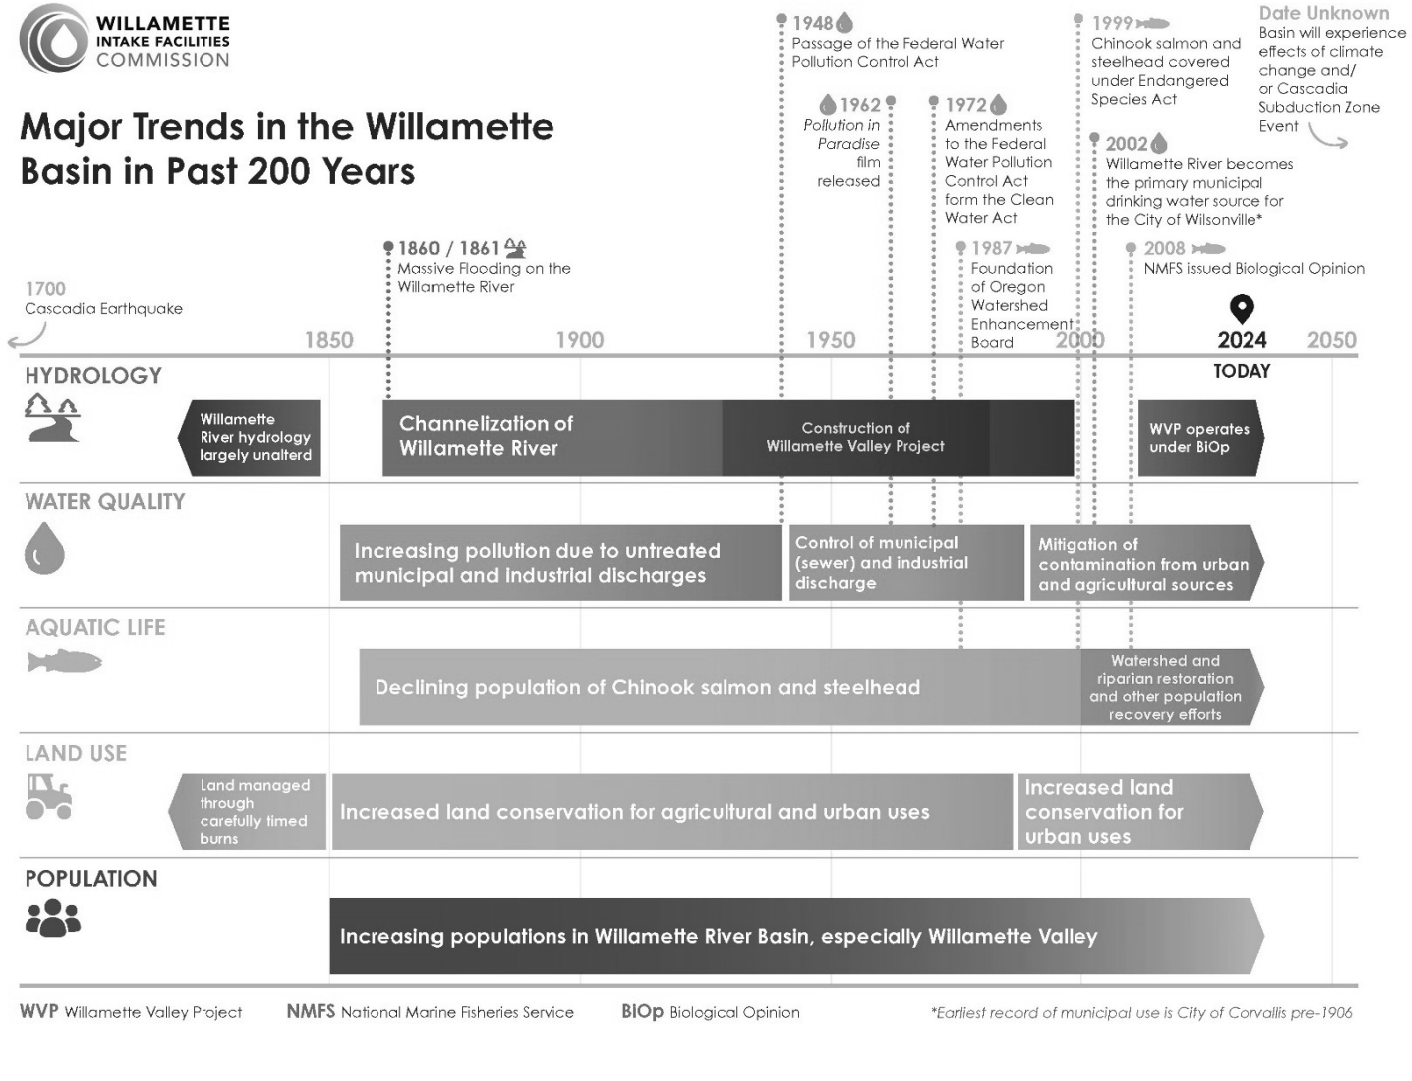 WILLAMETTE
INTAKE FACILITIES
COMMISSION
Major Trends in the Willamette
Basin in Past 200 Years
1700
Cascadia Earthquake
1860 / 1861
Massive Flooding on the
Willamette River
1948
Passage of the Federal Water
Pollution Control Act
1962
Pollution in
Paradise
film
released
1972
Amendments
to the Federal
Water Pollution
Control Act
form the Clean
Water Act
1987
Foundation
of Oregon
Watershed
Enhancement
Board
1999
Chinook salmon and
steelhead covered
under Endangered
Species Act
2002
Willamette River becomes
the primary municipal
drinking water source for
the City of Wilsonville*
2008
NMFS issued Biological Opinion
Date Unknown
Basin will experience
effects of climate
change and/
or Cascadia
Subduction Zone
Event
1850
1900
1950
2000
2024
2050
TODAY
HYDROLOGY
Willamette
River hydrology
largely unalterd
Channelization of
Willamette River
Construction of
Willamette Valley Project
WVP operates
under BiOp
WATER QUALITY
Increasing pollution due to untreated
municipal and industrial discharges
Control of municipal
(sewer) and industrial
discharge
Mitigation of
contamination from urban
and agricultural sources
AQUATIC LIFE
Declining population of Chinook salmon and steelhead
Watershed and
riparian restoration
and other population
recovery efforts
LAND USE
Land managed
through
carefully timed
burns
Increased land conservation for agricultural and urban uses
Increased land
conservation for
urban uses
POPULATION
Increasing populations in Willamette River Basin, especially Willamette Valley
WVP Willamette Valley Project
NMFS National Marine Fisheries Service
BiOp Biological Opinion
*Earliest record of municipal use is City of Corvallis pre-1906